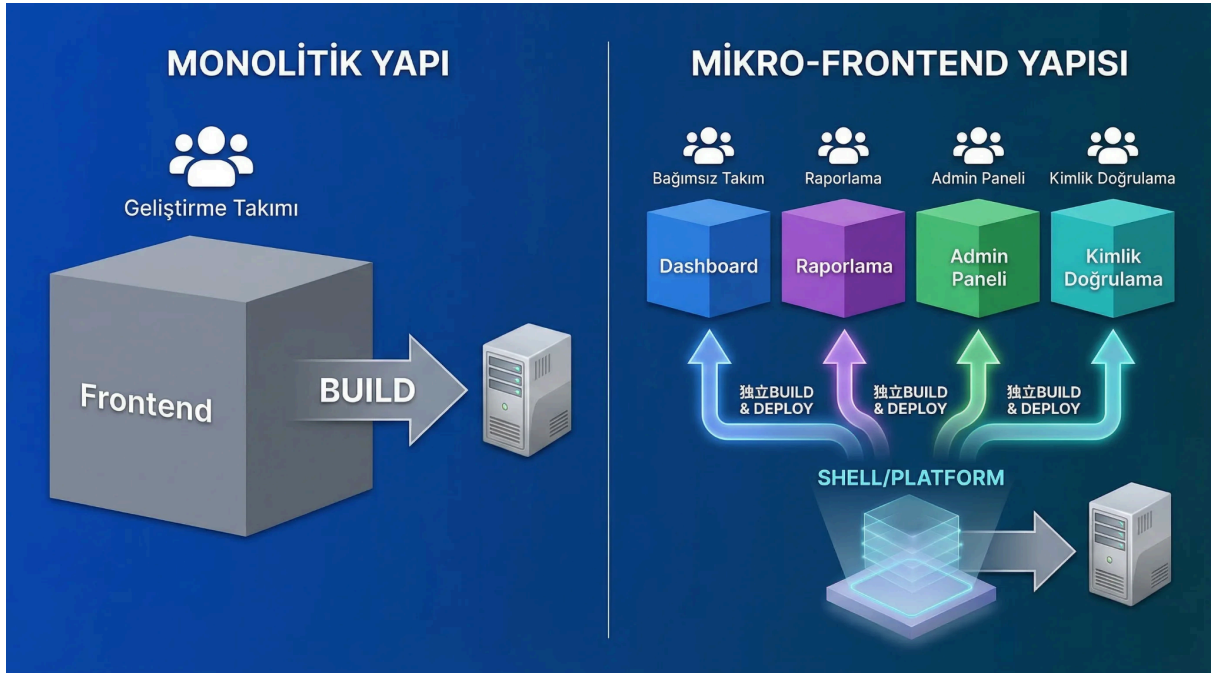 MONOLİTİK YAPI
Geliştirme Takımı
Frontend
BUILD
MİKRO-FRONTEND YAPISI
Bağımsız Takım
Raporlama
Admin Paneli
Kimlik Doğrulama
Dashboard
Raporlama
Admin
Paneli
Kimlik
Doğrulama
独立BUILD
& DEPLOY
独立BUILD
& DEPLOY
独立BUILD
& DEPLOY
SHELL/PLATFORM